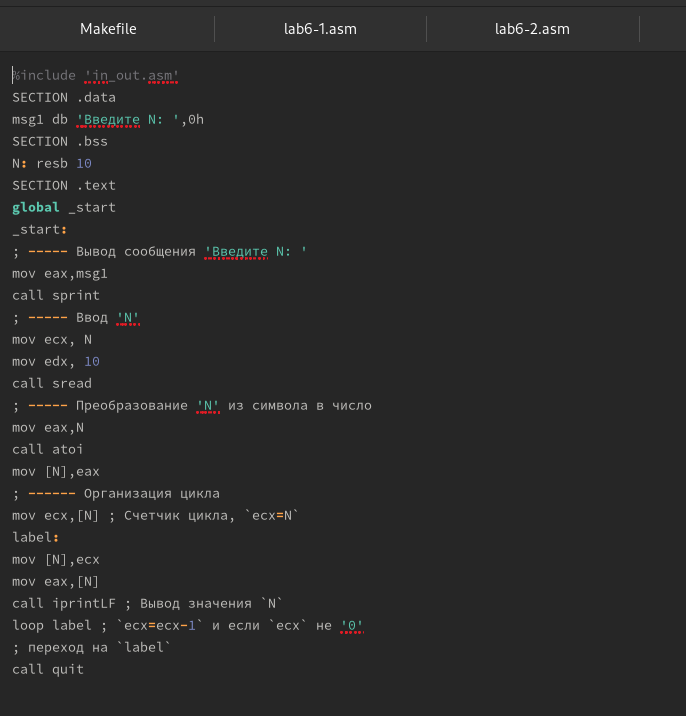 Makefile
lab6-1.asm
lab6-2.asm
%include 'in_out.asm'
SECTION .data
msg1 db 'Введите N: ',0h
SECTION .bss
N: resb 10
SECTION .text
global _start
_start:
; ----- Вывод сообщения 'Введите N: '
mov eax,msg1
call sprint
; ----- Ввод 'N'
mov ecx, N
mov edx, 10
call sread
; ----- Преобразование 'N' из символа в число
mov eax,N
call atoi
mov [N],eax
; ------ Организация цикла
mov ecx,[N] ; Счетчик цикла, `ecx=N`
label:
mov [N],ecx
mov eax,[N]
call iprintLF ; Вывод значения `N`
loop label ; `ecx=ecx-1` и если `ecx` не '0'
; переход на `label`
call quit